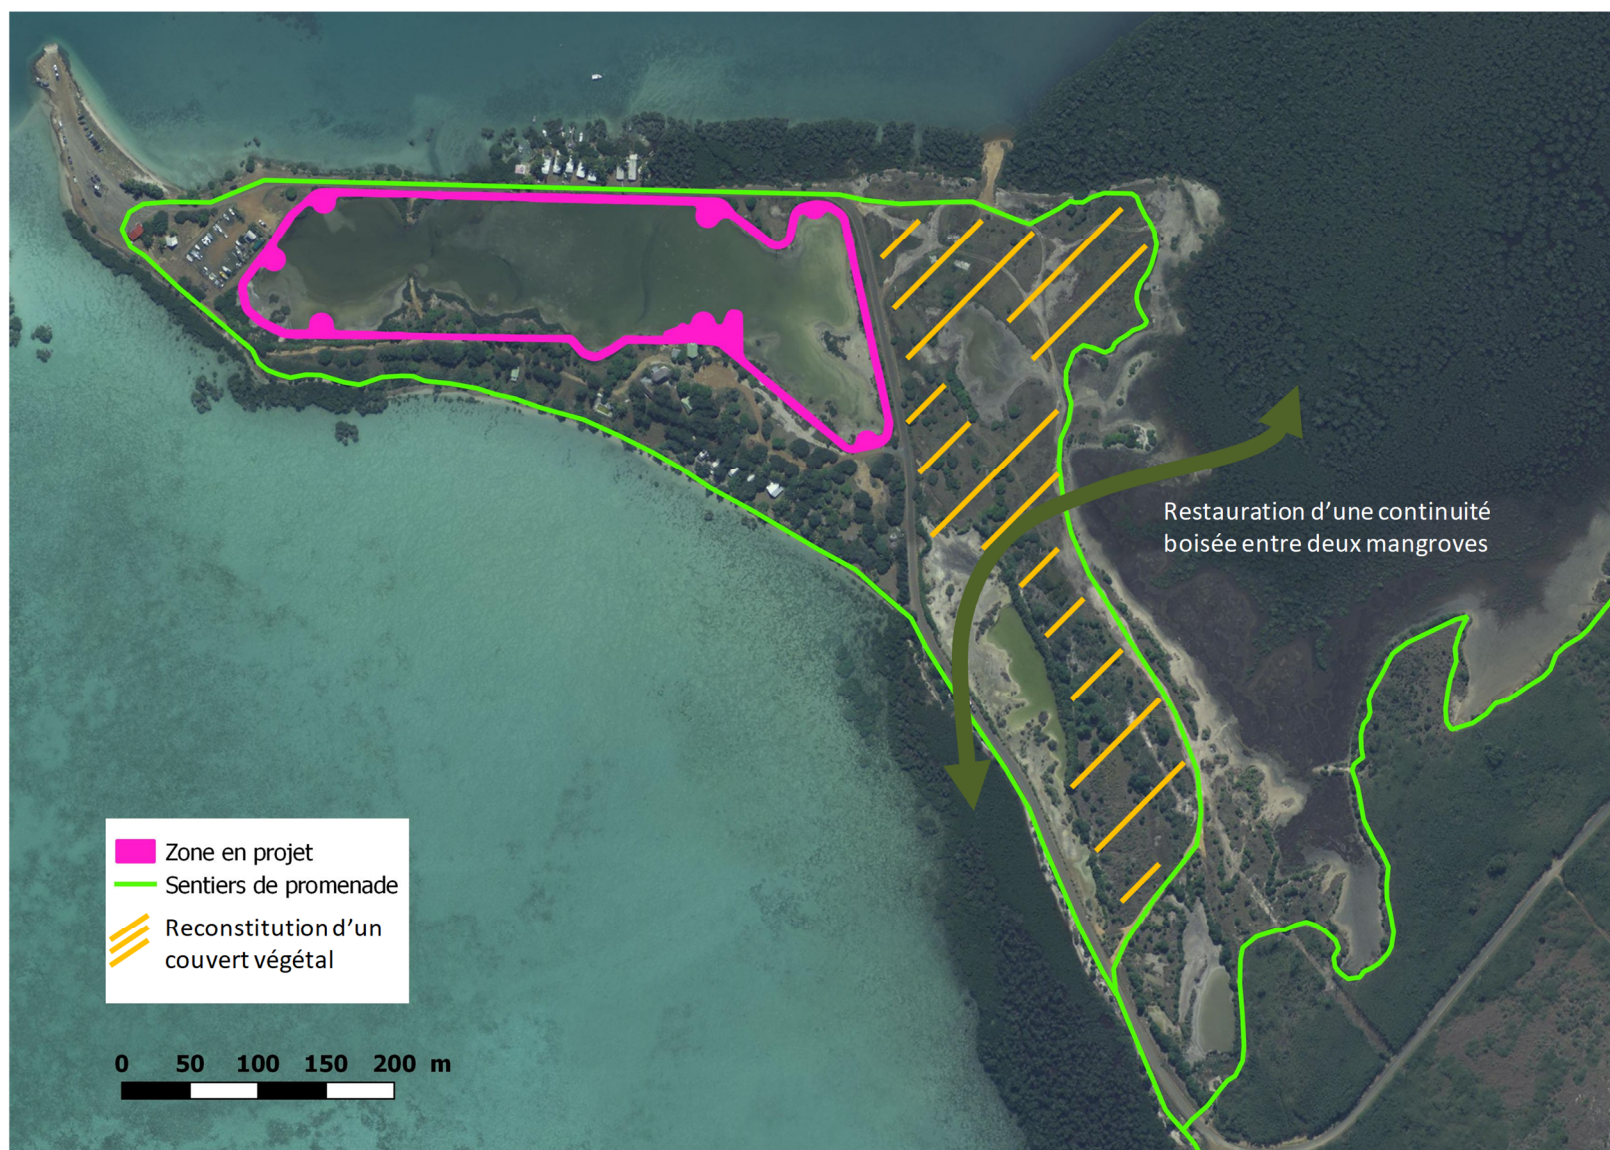 Restauration d'une continuité
boisée entre deux mangroves
Zone en projet
Sentiers de promenade
Reconstitution d'un
couvert végétal
0 50 100 150 200 m